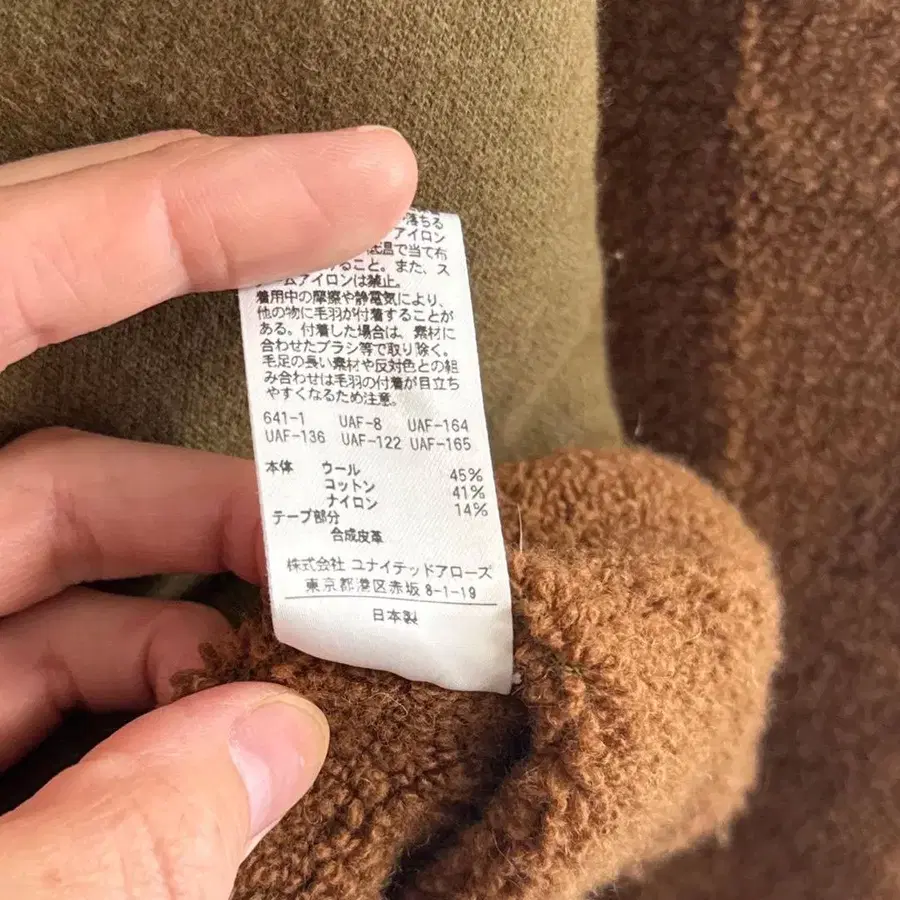 落ちる
アイロン
低温で当て布
ること。また、ス
ームアイロンは禁止。
着用中の摩擦や静電気により、
他の物に毛羽が付着することが
ある。付着した場合は、素材に
合わせたブラシ等で取り除く。
毛足の長い素材や反対色との組
み合わせは毛羽の付着が目立ち
やすくなるため注意。
641-1 UAF-8 UAF-164
UAF-136 UAF-122 UAF-165
本体 ウール 45%
コットン 41%
ナイロン 14%
テープ部分
合成皮革
株式会社 ユナイテッドアローズ
東京都港区赤坂 8-1-19
日本製